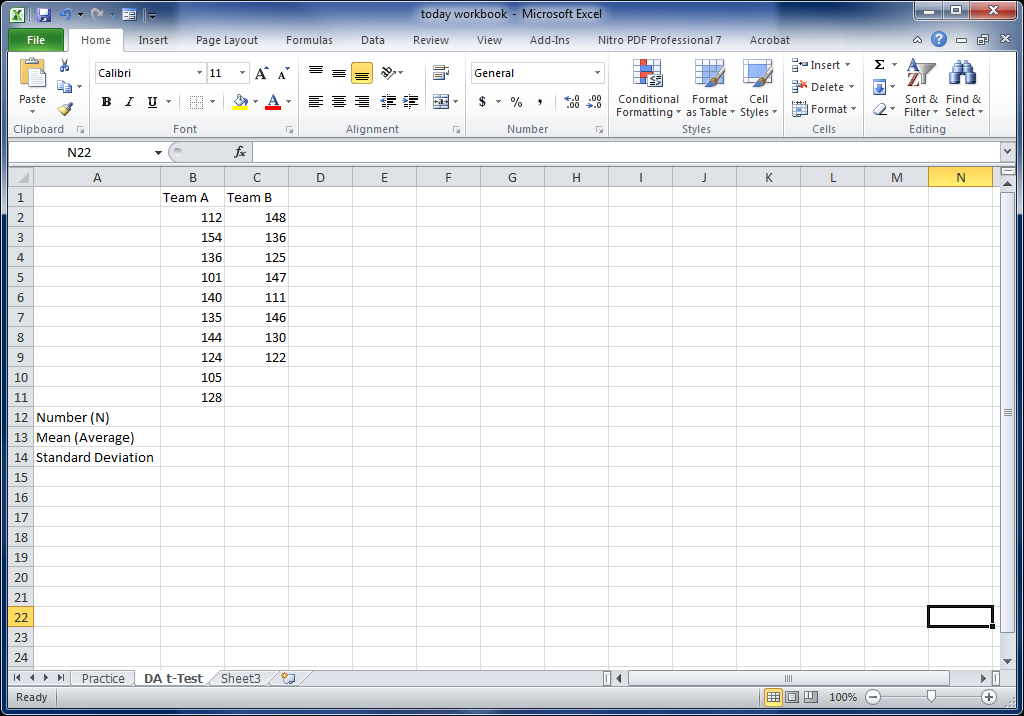 today workbook - Microsoft Excel
File Home Insert Page Layout Formulas Data Review View Add-Ins Nitro PDF Professional 7 Acrobat
Calibri 11 A A General Insert Σ
Paste B I U A $ % , .00 .0 Conditional Format Cell Delete Sort & Find &
Formatting as Table Styles Format Filter Select
Clipboard Font Alignment Number Styles Cells Editing
N22 fx
A B C D E F G H I J K L M N
1 Team A Team B
2 112 148
3 154 136
4 136 125
5 101 147
6 140 111
7 135 146
8 144 130
9 124 122
10 105
11 128
12 Number (N)
13 Mean (Average)
14 Standard Deviation
15
16
17
18
19
20
21
22
23
24
Practice DA t-Test Sheet3
Ready 100%